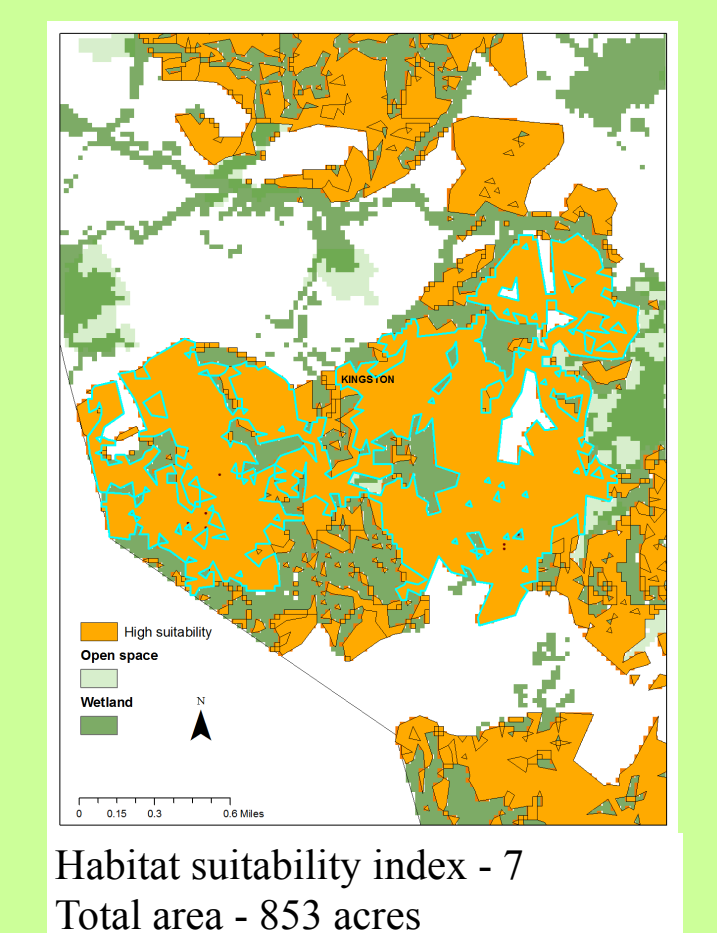 KINGSTON
High suitability
Open space
Wetland
N
0 0.15 0.3 0.6 Miles
Habitat suitability index - 7
Total area - 853 acres